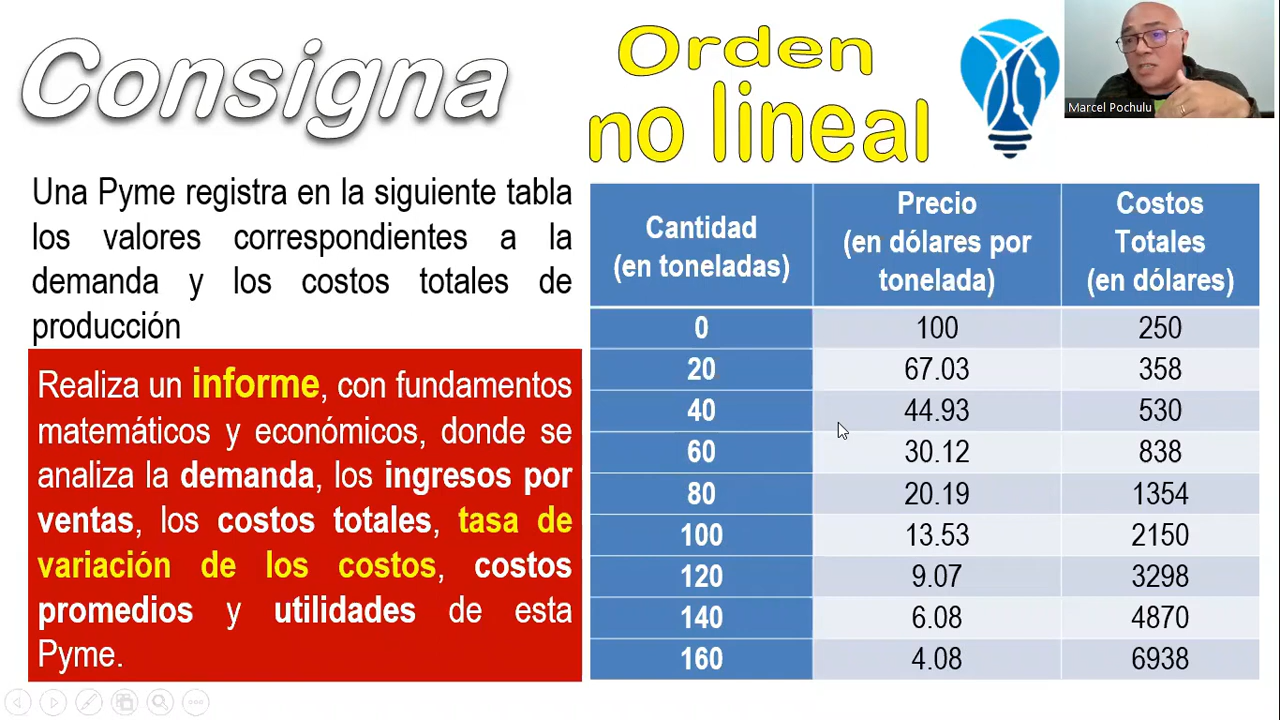 Consigna
Orden
no lineal
Marcel Pochulu
Una Pyme registra en la siguiente tabla
los valores correspondientes a la
demanda y los costos totales de
producción
Realiza un informe, con fundamentos
matemáticos y económicos, donde se
analiza la demanda, los ingresos por
ventas, los costos totales, tasa de
variación de los costos, costos
promedios y utilidades de esta
Pyme.
Cantidad
(en toneladas)
Precio
(en dólares por
tonelada)
Costos
Totales
(en dólares)
0 100 250
20 67.03 358
40 44.93 530
60 30.12 838
80 20.19 1354
100 13.53 2150
120 9.07 3298
140 6.08 4870
160 4.08 6938